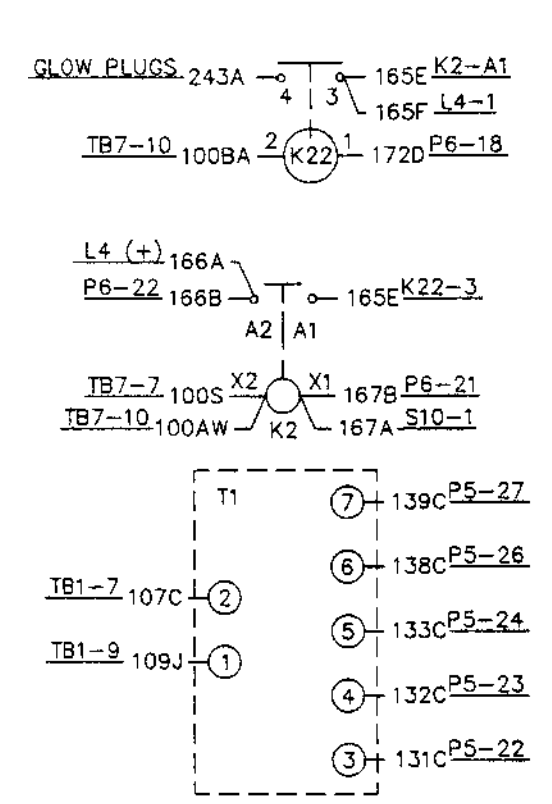 GLOW PLUGS 243A 165E K2-A1
4 3
165F L4-1
TB7-10 100BA 2 K22 1 172D P6-18
L4 (+) 166A
P6-22 166B 165E K22-3
A2 A1
TB7-7 100S X2 X1 167B P6-21
TB7-10 100AW K2 167A S10-1
T1 7 139C P5-27
6 138C P5-26
TB1-7 107C 2
5 133C P5-24
TB1-9 109J 1
4 132C P5-23
3 131C P5-22